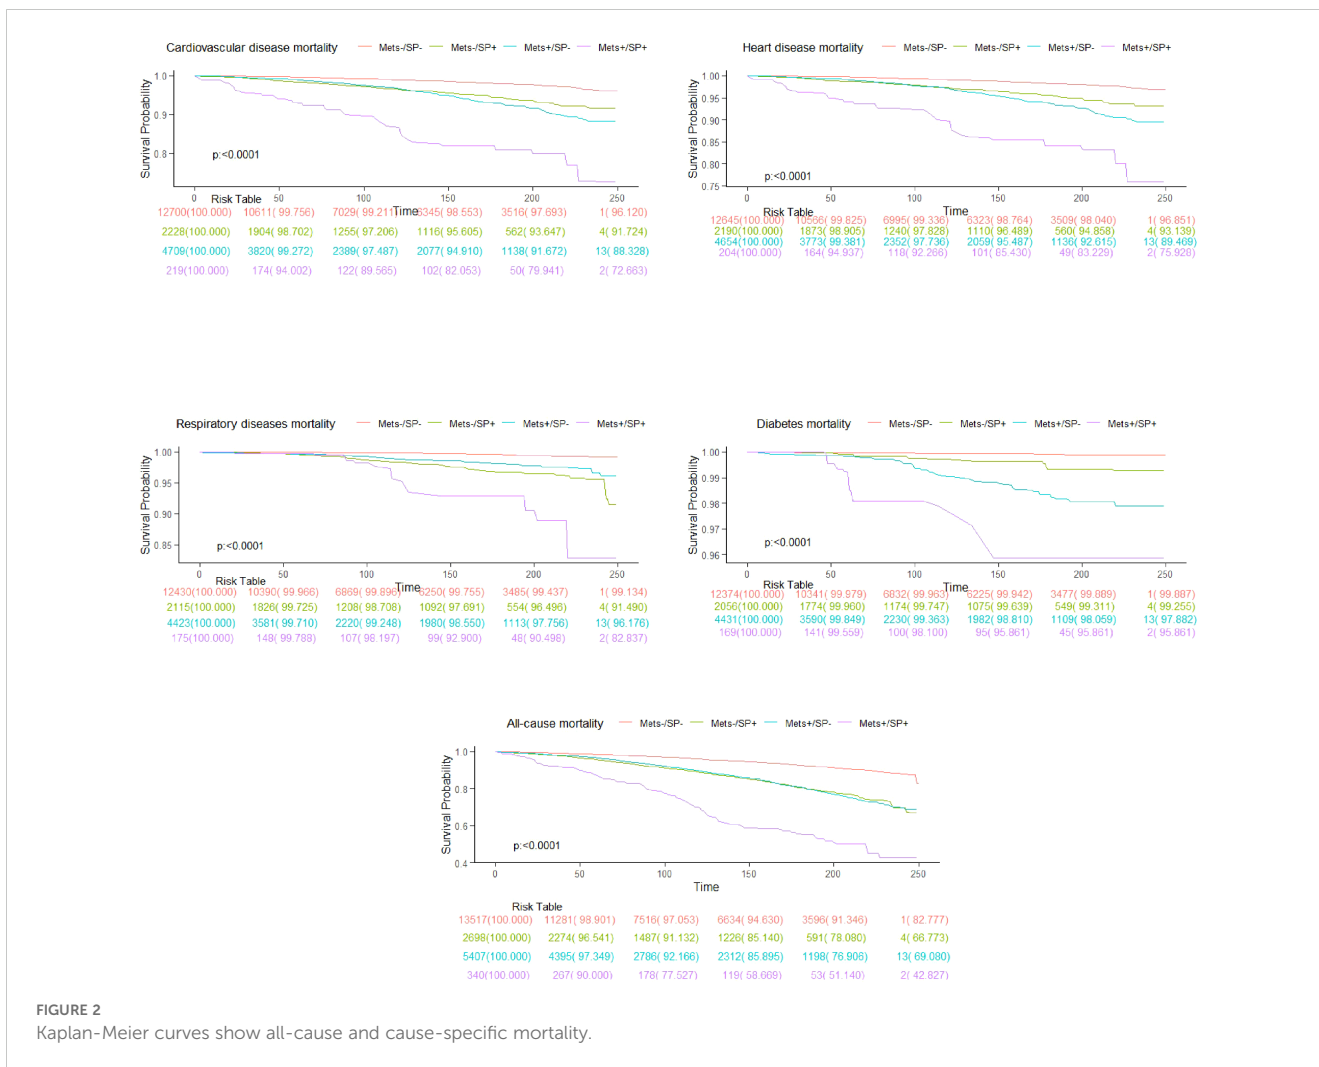 Cardiovascular disease mortality Mets-/SP- Mets-/SP+ Mets+/SP- Mets+/SP+
Survival Probability
1.0
0.9
0.8
p:<0.0001
0 50 100 150 200 250
Time
Risk Table
12700(100.000) 10611( 99.756) 7029( 99.211) 6345( 98.553) 3516( 97.693) 1( 96.120)
2228(100.000) 1904( 98.702) 1255( 97.206) 1116( 95.605) 562( 93.647) 4( 91.724)
4709(100.000) 3820( 99.272) 2389( 97.487) 2077( 94.910) 1138( 91.672) 13( 88.328)
219(100.000) 174( 94.002) 122( 89.565) 102( 82.053) 50( 79.941) 2( 72.663)
Heart disease mortality Mets-/SP- Mets-/SP+ Mets+/SP- Mets+/SP+
Survival Probability
1.00
0.95
0.90
0.85
0.80
0.75
p:<0.0001
0 50 100 150 200 250
Time
Risk Table
12645(100.000) 10566( 99.825) 6995( 99.336) 6323( 98.764) 3509( 98.040) 1( 96.851)
2190(100.000) 1873( 98.905) 1240( 97.828) 1110( 96.489) 560( 94.858) 4( 93.139)
4654(100.000) 3773( 99.381) 2352( 97.736) 2059( 95.487) 1136( 92.615) 13( 89.469)
204(100.000) 164( 94.937) 118( 92.266) 101( 85.430) 49( 83.229) 2( 75.928)
Respiratory diseases mortality Mets-/SP- Mets-/SP+ Mets+/SP- Mets+/SP+
Survival Probability
1.00
0.95
0.90
0.85
p:<0.0001
0 50 100 150 200 250
Time
Risk Table
12430(100.000) 10390( 99.966) 6869( 99.896) 6250( 99.755) 3485( 99.437) 1( 99.134)
2115(100.000) 1826( 99.725) 1208( 98.708) 1092( 97.691) 554( 96.496) 4( 91.490)
4423(100.000) 3581( 99.710) 2220( 99.248) 1980( 98.550) 1113( 97.756) 13( 96.176)
175(100.000) 148( 99.788) 107( 98.197) 99( 92.900) 48( 90.498) 2( 82.837)
Diabetes mortality Mets-/SP- Mets-/SP+ Mets+/SP- Mets+/SP+
Survival Probability
1.00
0.99
0.98
0.97
0.96
p:<0.0001
0 50 100 150 200 250
Time
Risk Table
12374(100.000) 10341( 99.979) 6832( 99.963) 6225( 99.942) 3477( 99.889) 1( 99.887)
2056(100.000) 1774( 99.960) 1174( 99.747) 1075( 99.639) 549( 99.311) 4( 99.255)
4431(100.000) 3590( 99.849) 2230( 99.363) 1982( 98.810) 1109( 98.059) 13( 97.882)
169(100.000) 141( 99.559) 100( 98.100) 95( 95.861) 45( 95.861) 2( 95.861)
All-cause mortality Mets-/SP- Mets-/SP+ Mets+/SP- Mets+/SP+
Survival Probability
1.0
0.8
0.6
0.4
p:<0.0001
0 50 100 150 200 250
Time
Risk Table
13517(100.000) 11281( 98.901) 7516( 97.053) 6634( 94.630) 3596( 91.346) 1( 82.777)
2698(100.000) 2274( 96.541) 1487( 91.132) 1226( 85.140) 591( 78.080) 4( 66.773)
5407(100.000) 4395( 97.349) 2786( 92.166) 2312( 85.895) 1198( 76.906) 13( 69.080)
340(100.000) 267( 90.000) 178( 77.527) 119( 58.669) 53( 51.140) 2( 42.827)
FIGURE 2
Kaplan-Meier curves show all-cause and cause-specific mortality.